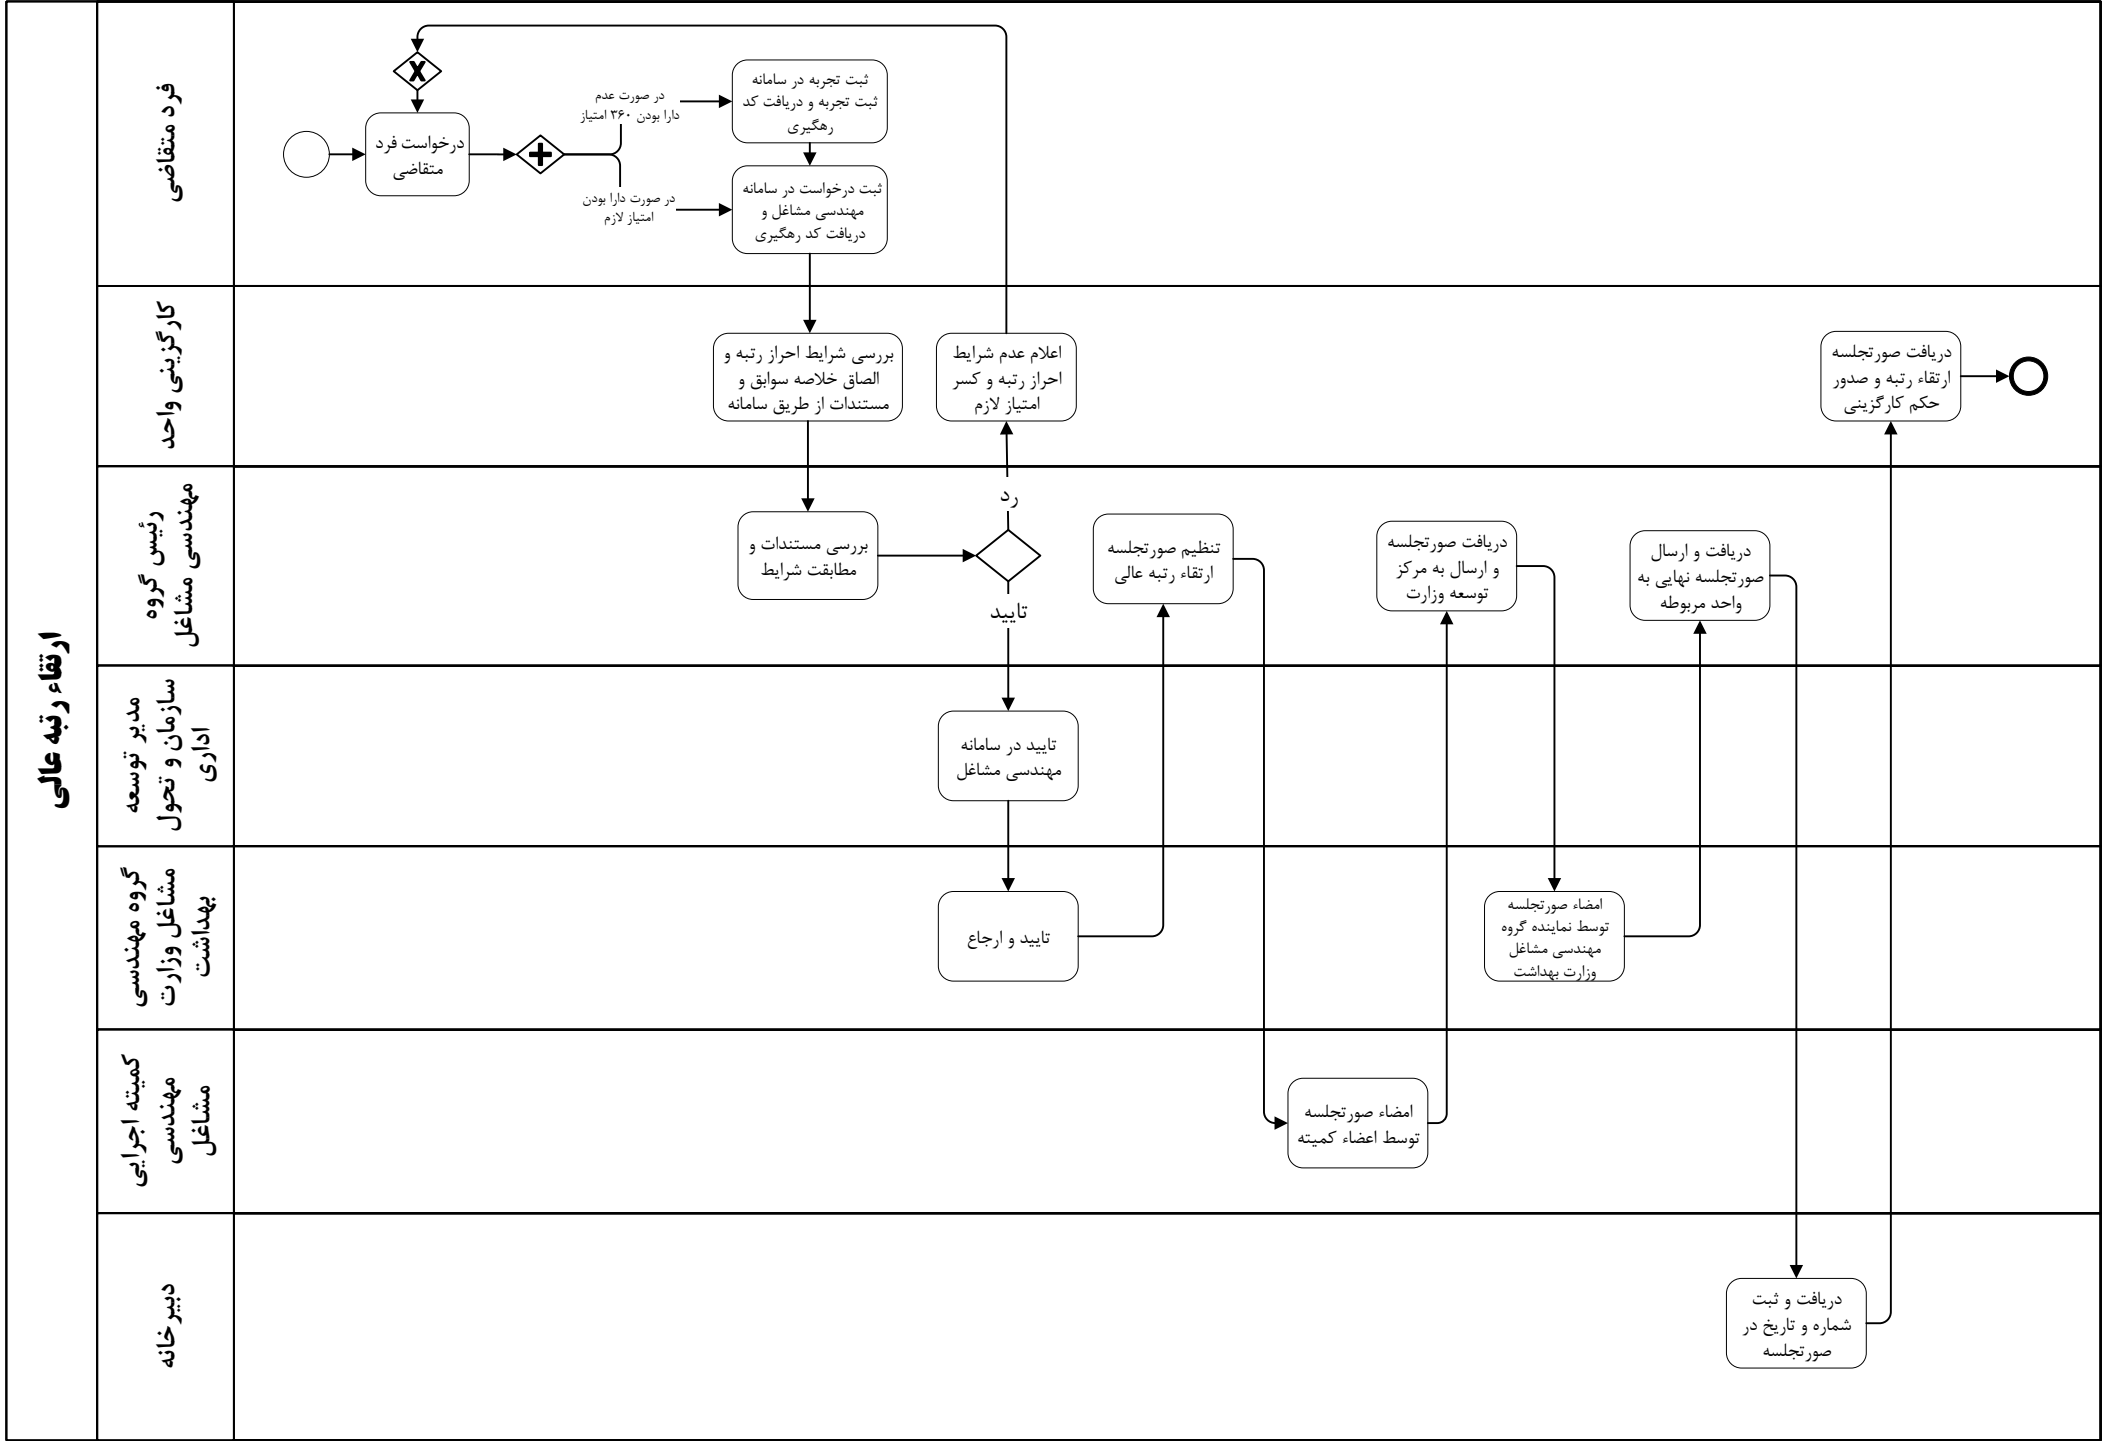 ارتقاء رتبه عالی
فرد متقاضی
درخواست فرد
متقاضی
در صورت عدم
دارا بودن ۳۶۰ امتیاز
در صورت دارا بودن
امتیاز لازم
ثبت تجربه در سامانه
ثبت تجربه و دریافت کد
رهگیری
ثبت درخواست در سامانه
مهندسی مشاغل و
دریافت کد رهگیری
کارگزینی واحد
بررسی شرایط احراز رتبه و
الصاق خلاصه سوابق و
مستندات از طریق سامانه
اعلام عدم شرایط
احراز رتبه و کسر
امتیاز لازم
دریافت صورتجلسه
ارتقاء رتبه و صدور
حکم کارگزینی
رئیس گروه
مهندسی مشاغل
بررسی مستندات و
مطابقت شرایط
رد
تایید
تنظیم صورتجلسه
ارتقاء رتبه عالی
دریافت صورتجلسه
و ارسال به مرکز
توسعه وزارت
دریافت و ارسال
صورتجلسه نهایی به
واحد مربوطه
مدیر توسعه
سازمان و تحول
اداری
تایید در سامانه
مهندسی مشاغل
گروه مهندسی
مشاغل وزارت
بهداشت
تایید و ارجاع
امضاء صورتجلسه
توسط نماینده گروه
مهندسی مشاغل
وزارت بهداشت
کمیته اجرایی
مهندسی
مشاغل
امضاء صورتجلسه
توسط اعضاء کمیته
دبیرخانه
دریافت و ثبت
شماره و تاریخ در
صورتجلسه